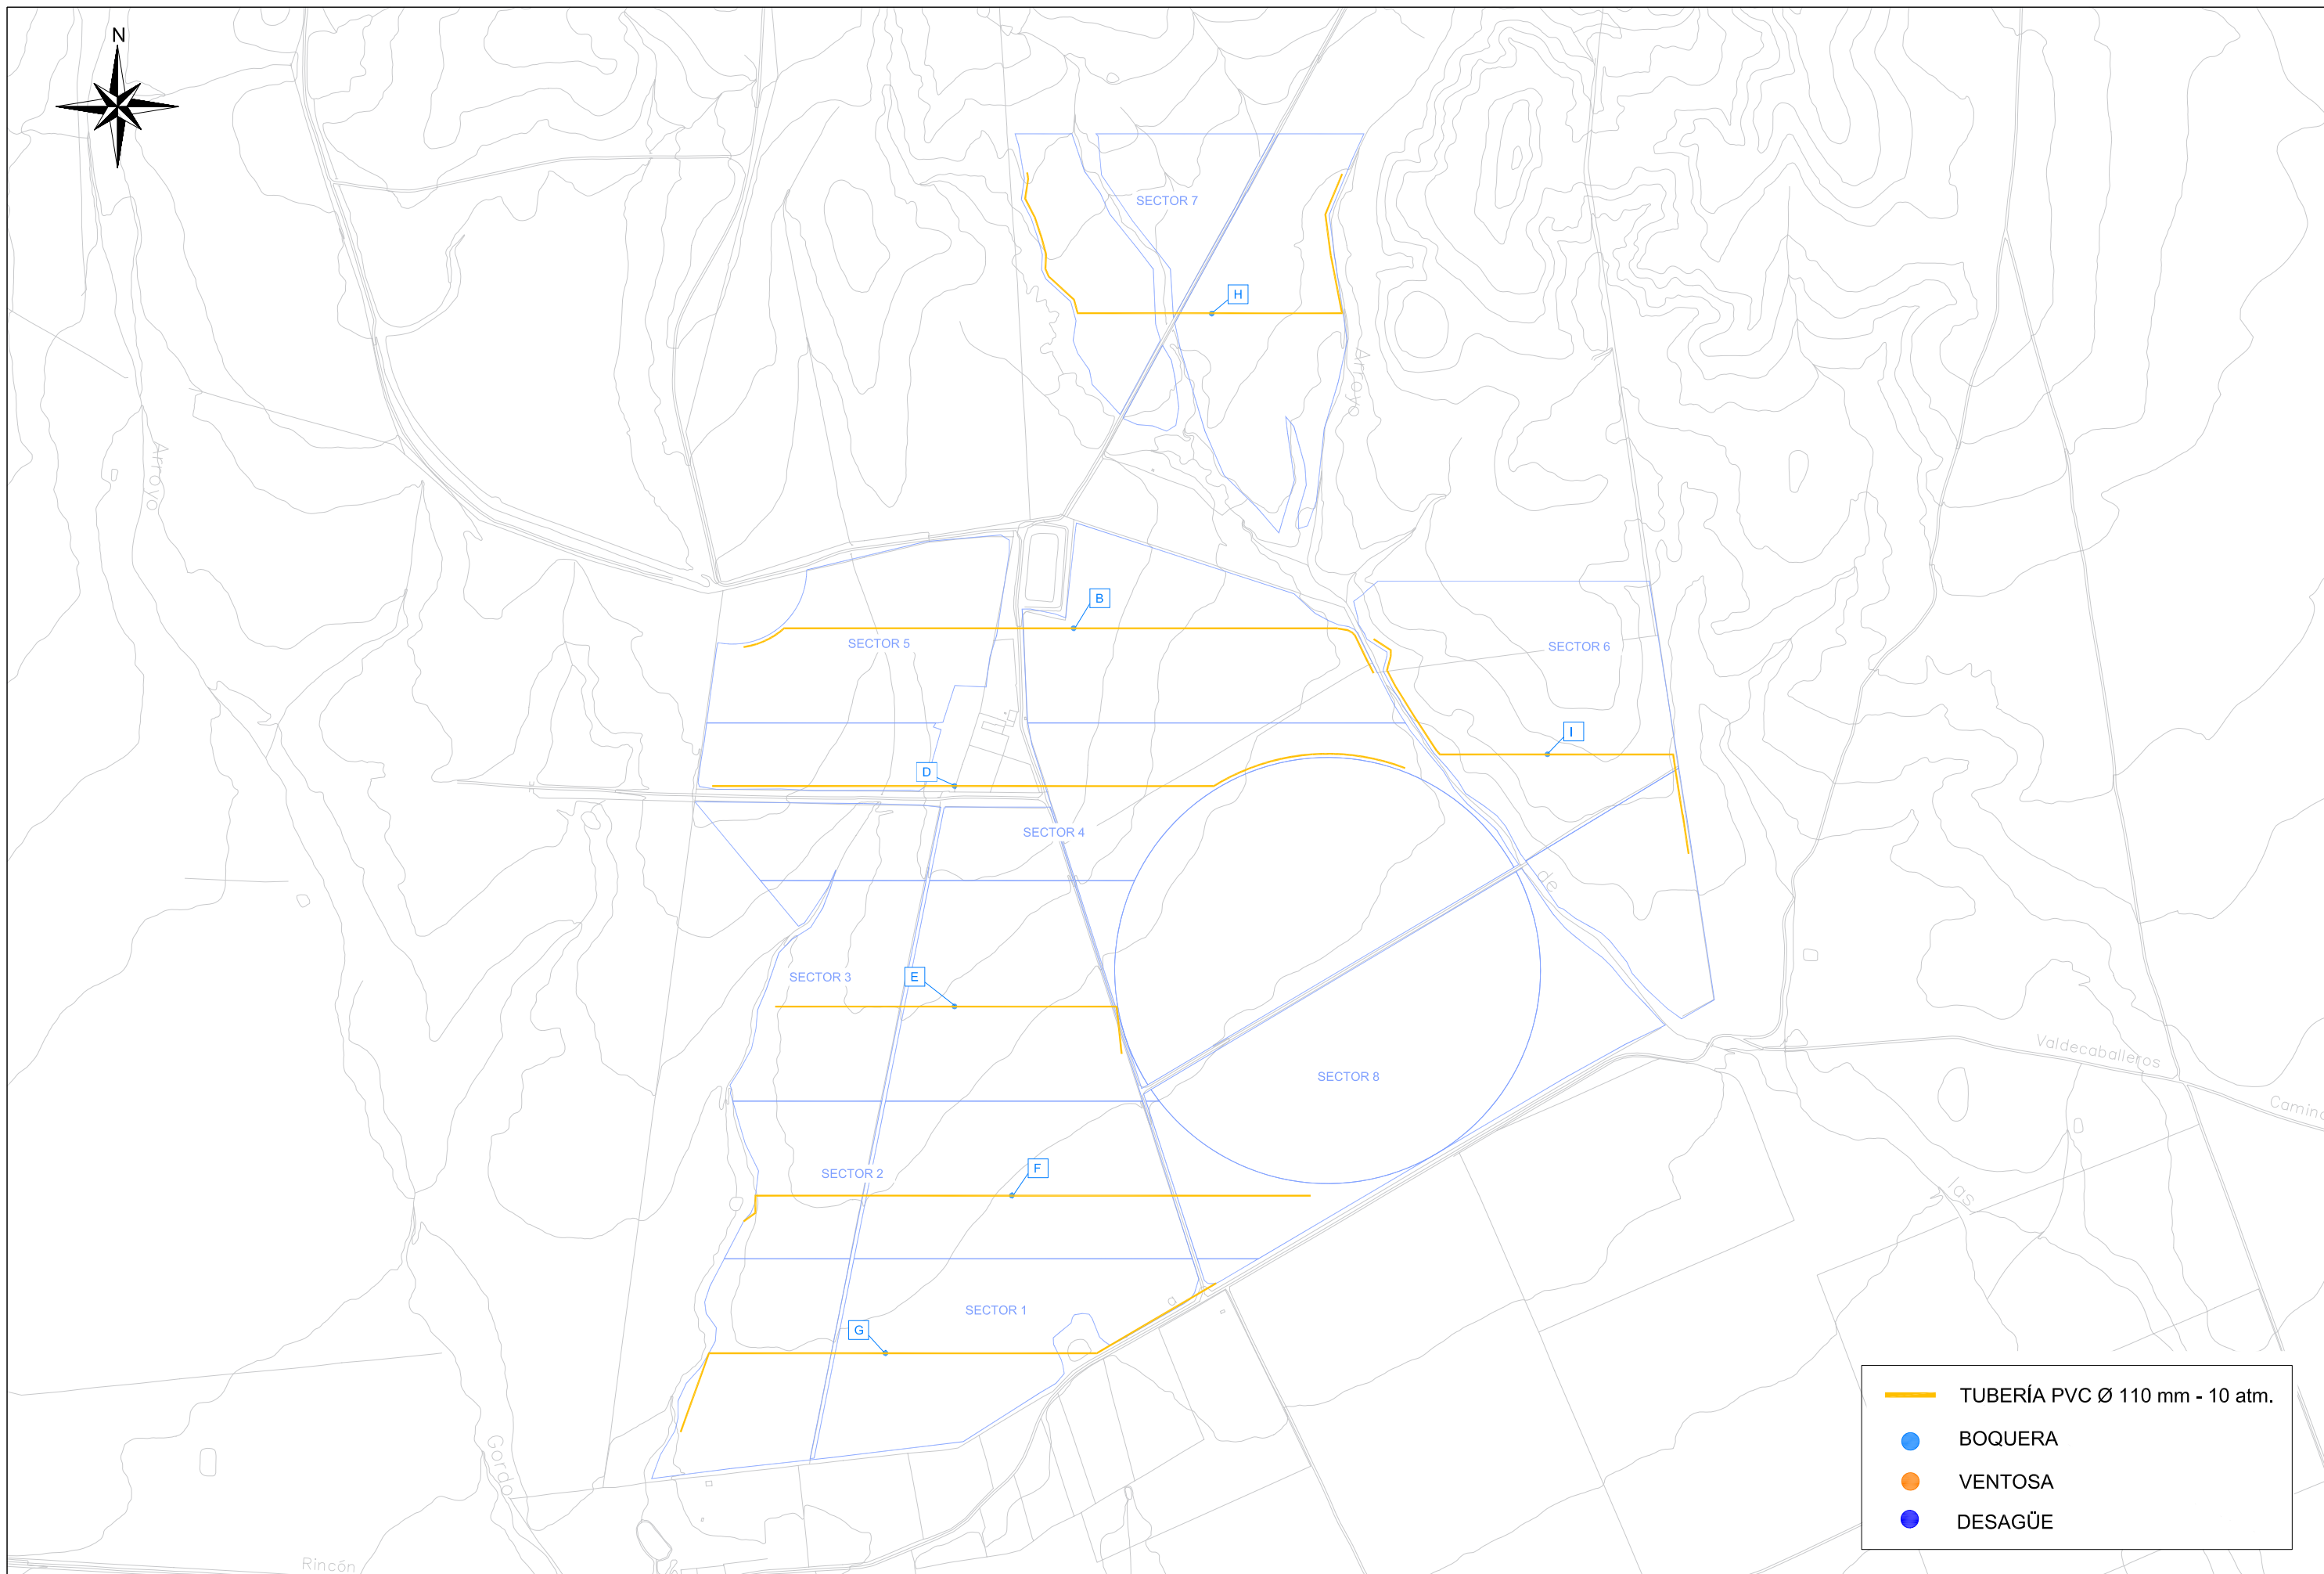 N
SECTOR 7
H
Arroyo
Arroyo
B
SECTOR 5
SECTOR 6
I
D
SECTOR 4
de
SECTOR 3
E
Valdecaballeros
SECTOR 8
Camino
F
SECTOR 2
las
SECTOR 1
G
TUBERÍA PVC Ø 110 mm - 10 atm.
BOQUERA
Gordo
VENTOSA
DESAGÜE
Rincón